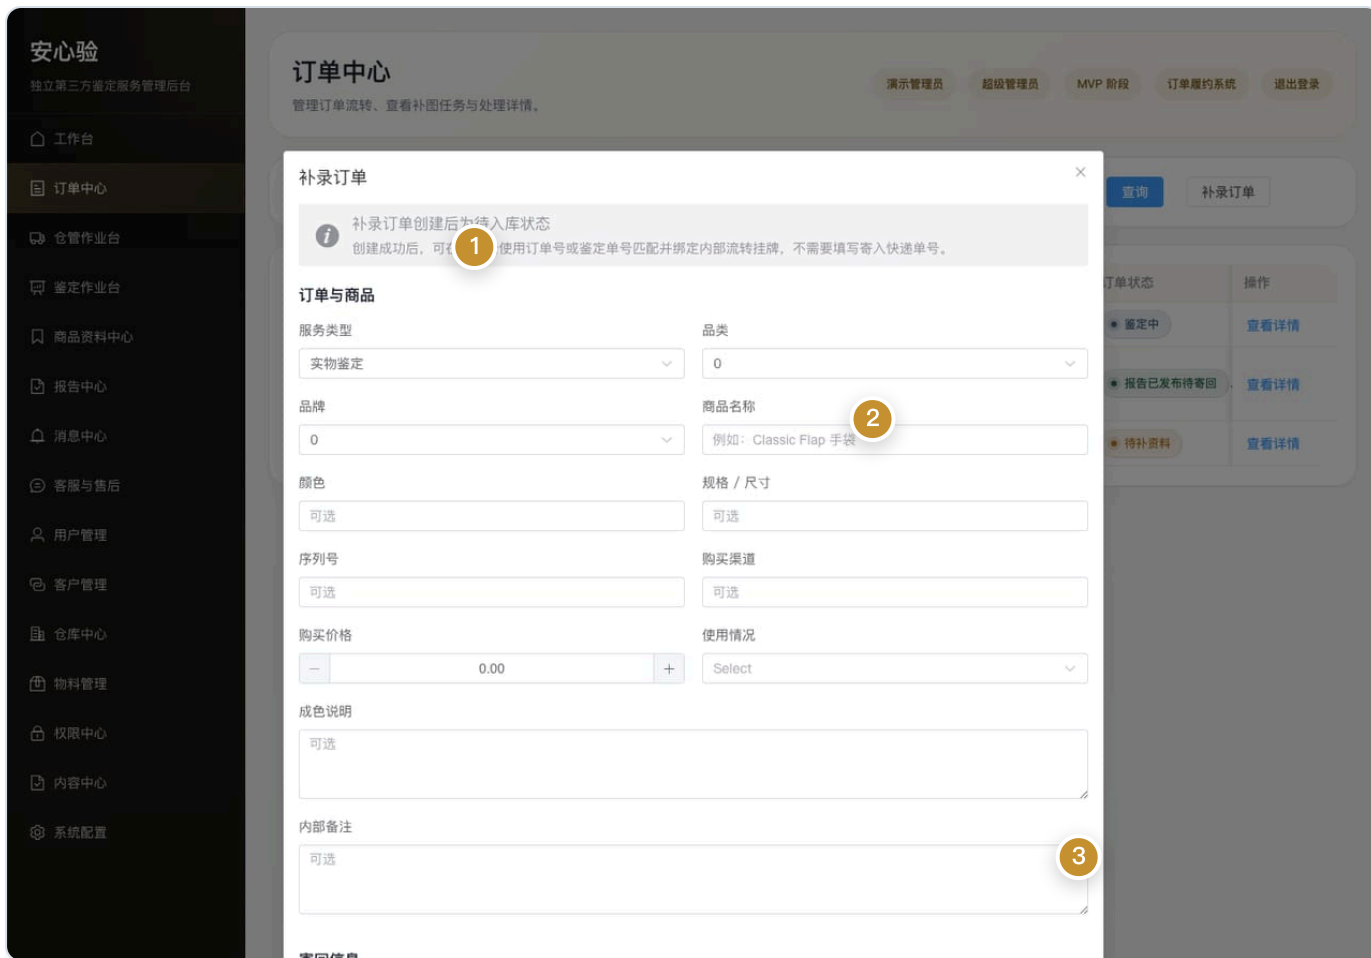 安心验
独立第三方鉴定服务管理后台
工作台
订单中心
仓管作业台
鉴定作业台
商品资料中心
报告中心
消息中心
客服与售后
用户管理
客户管理
仓库中心
物料管理
权限中心
内容中心
系统配置
订单中心
管理订单流转、查看补图任务与处理详情。
演示管理员 超级管理员 MVP 阶段 订单履约系统 退出登录
查询 补录订单
订单状态 操作
鉴定中 查看详情
报告已发布待寄回 查看详情
待补资料 查看详情
补录订单
补录订单创建后为待入库状态
创建成功后，可在 使用订单号或鉴定单号匹配并绑定内部流转挂牌，不需要填写寄入快递单号。
1
订单与商品
服务类型 品类
实物鉴定 0
品牌 商品名称
2
0 例如：Classic Flap 手袋
颜色 规格 / 尺寸
可选 可选
序列号 购买渠道
可选 可选
购买价格 使用情况
− 0.00 + Select
成色说明
可选
内部备注
可选
3
寄回信息